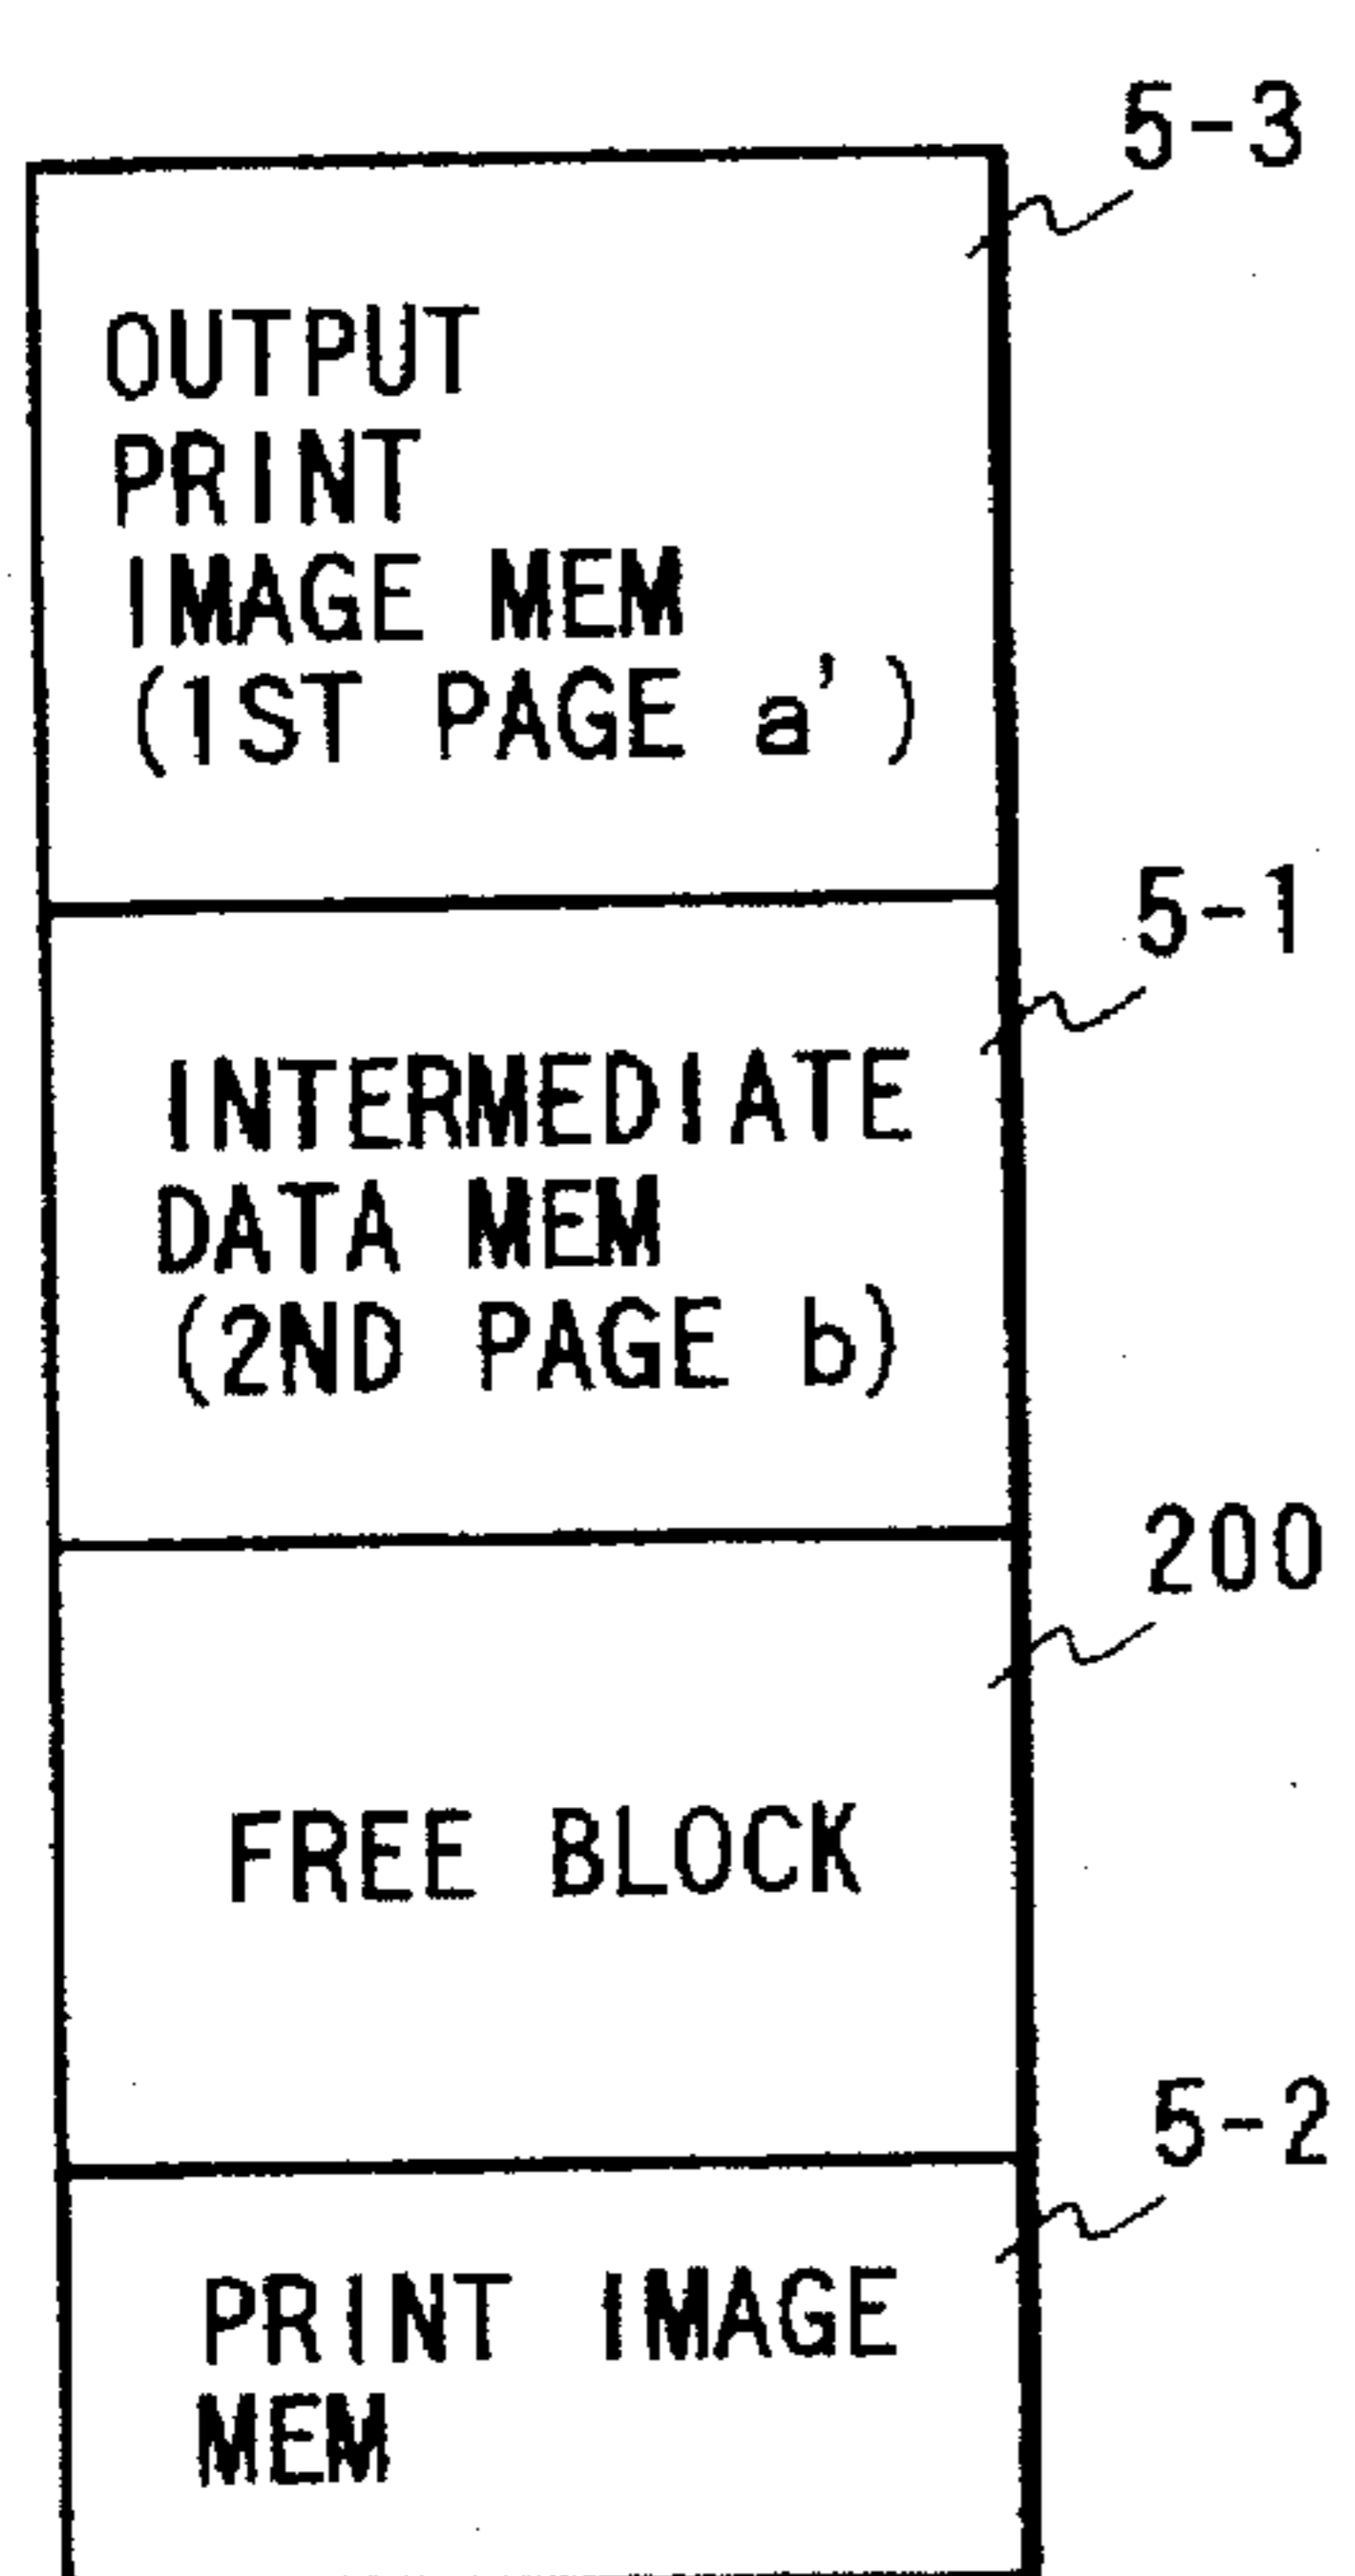 5-3
OUTPUT
PRINT
IMAGE MEM
(1ST PAGE a')
5-1
INTERMEDIATE
DATA MEM
(2ND PAGE b)
200
FREE BLOCK
5-2
PRINT IMAGE
MEM